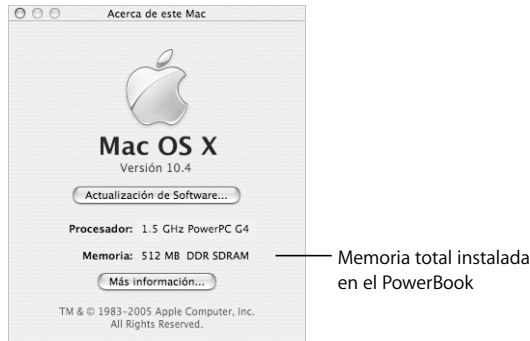 Acerca de este Mac
Mac OS X
Versión 10.4
Actualización de Software...
Procesador: 1.5 GHz PowerPC G4
Memoria: 512 MB DDR SDRAM
Memoria total instalada
en el PowerBook
Más información...
TM & © 1983-2005 Apple Computer, Inc.
All Rights Reserved.